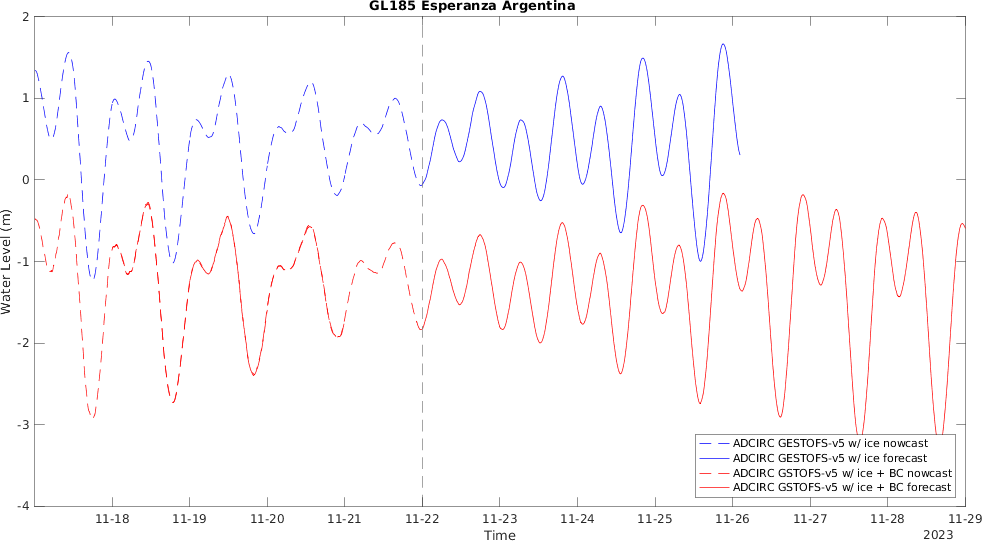 GL185 Esperanza Argentina
2
1
0
-1
-2
-3
-4
Water Level (m)
ADCIRC GESTOFS-v5 w/ ice nowcast
ADCIRC GESTOFS-v5 w/ ice forecast
ADCIRC GSTOFS-v5 w/ ice + BC nowcast
ADCIRC GSTOFS-v5 w/ ice + BC forecast
11-18 11-19 11-20 11-21 11-22 11-23 11-24 11-25 11-26 11-27 11-28 11-29
Time
2023